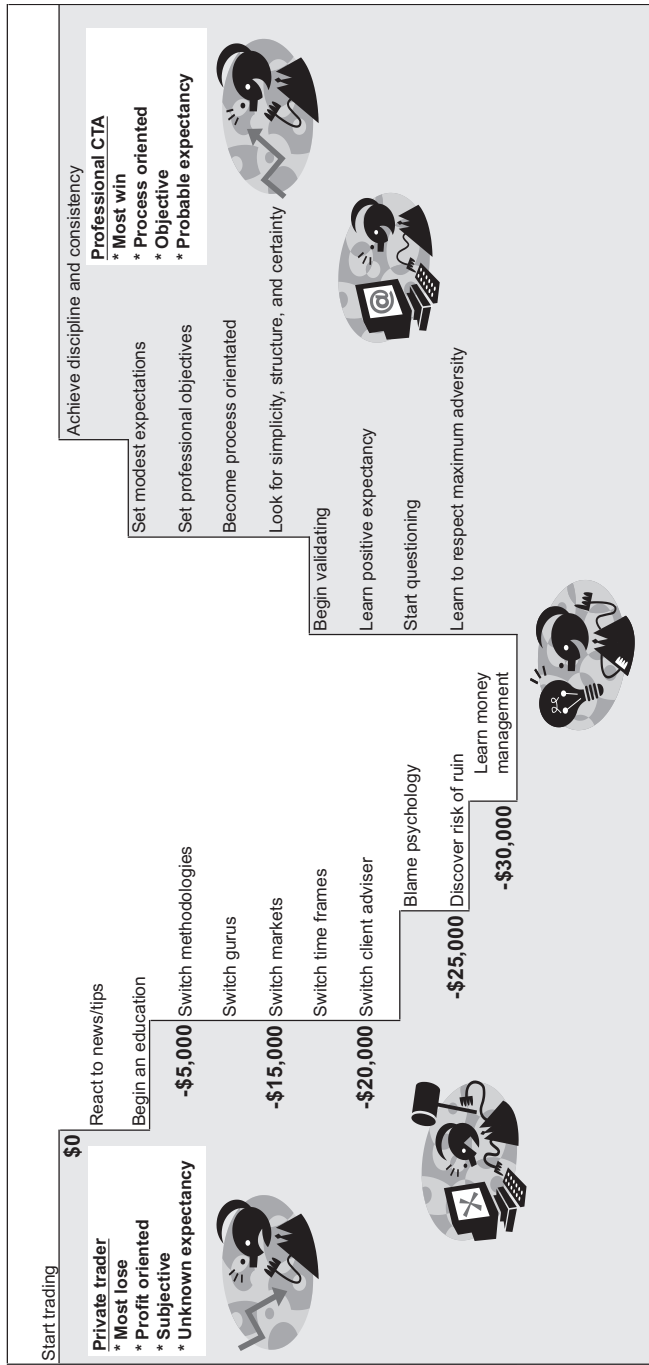 Start trading
$0
Private trader
* Most lose
* Profit oriented
* Subjective
* Unknown expectancy
React to news/tips
Begin an education
-$5,000 Switch methodologies
Switch gurus
-$15,000 Switch markets
Switch time frames
-$20,000 Switch client adviser
Blame psychology
-$25,000 Discover risk of ruin
Learn money
management
-$30,000
Learn to respect maximum adversity
Start questioning
Learn positive expectancy
Begin validating
Look for simplicity, structure, and certainty
Become process orientated
Set professional objectives
Set modest expectations
Achieve discipline and consistency
Professional CTA
* Most win
* Process oriented
* Objective
* Probable expectancy
@